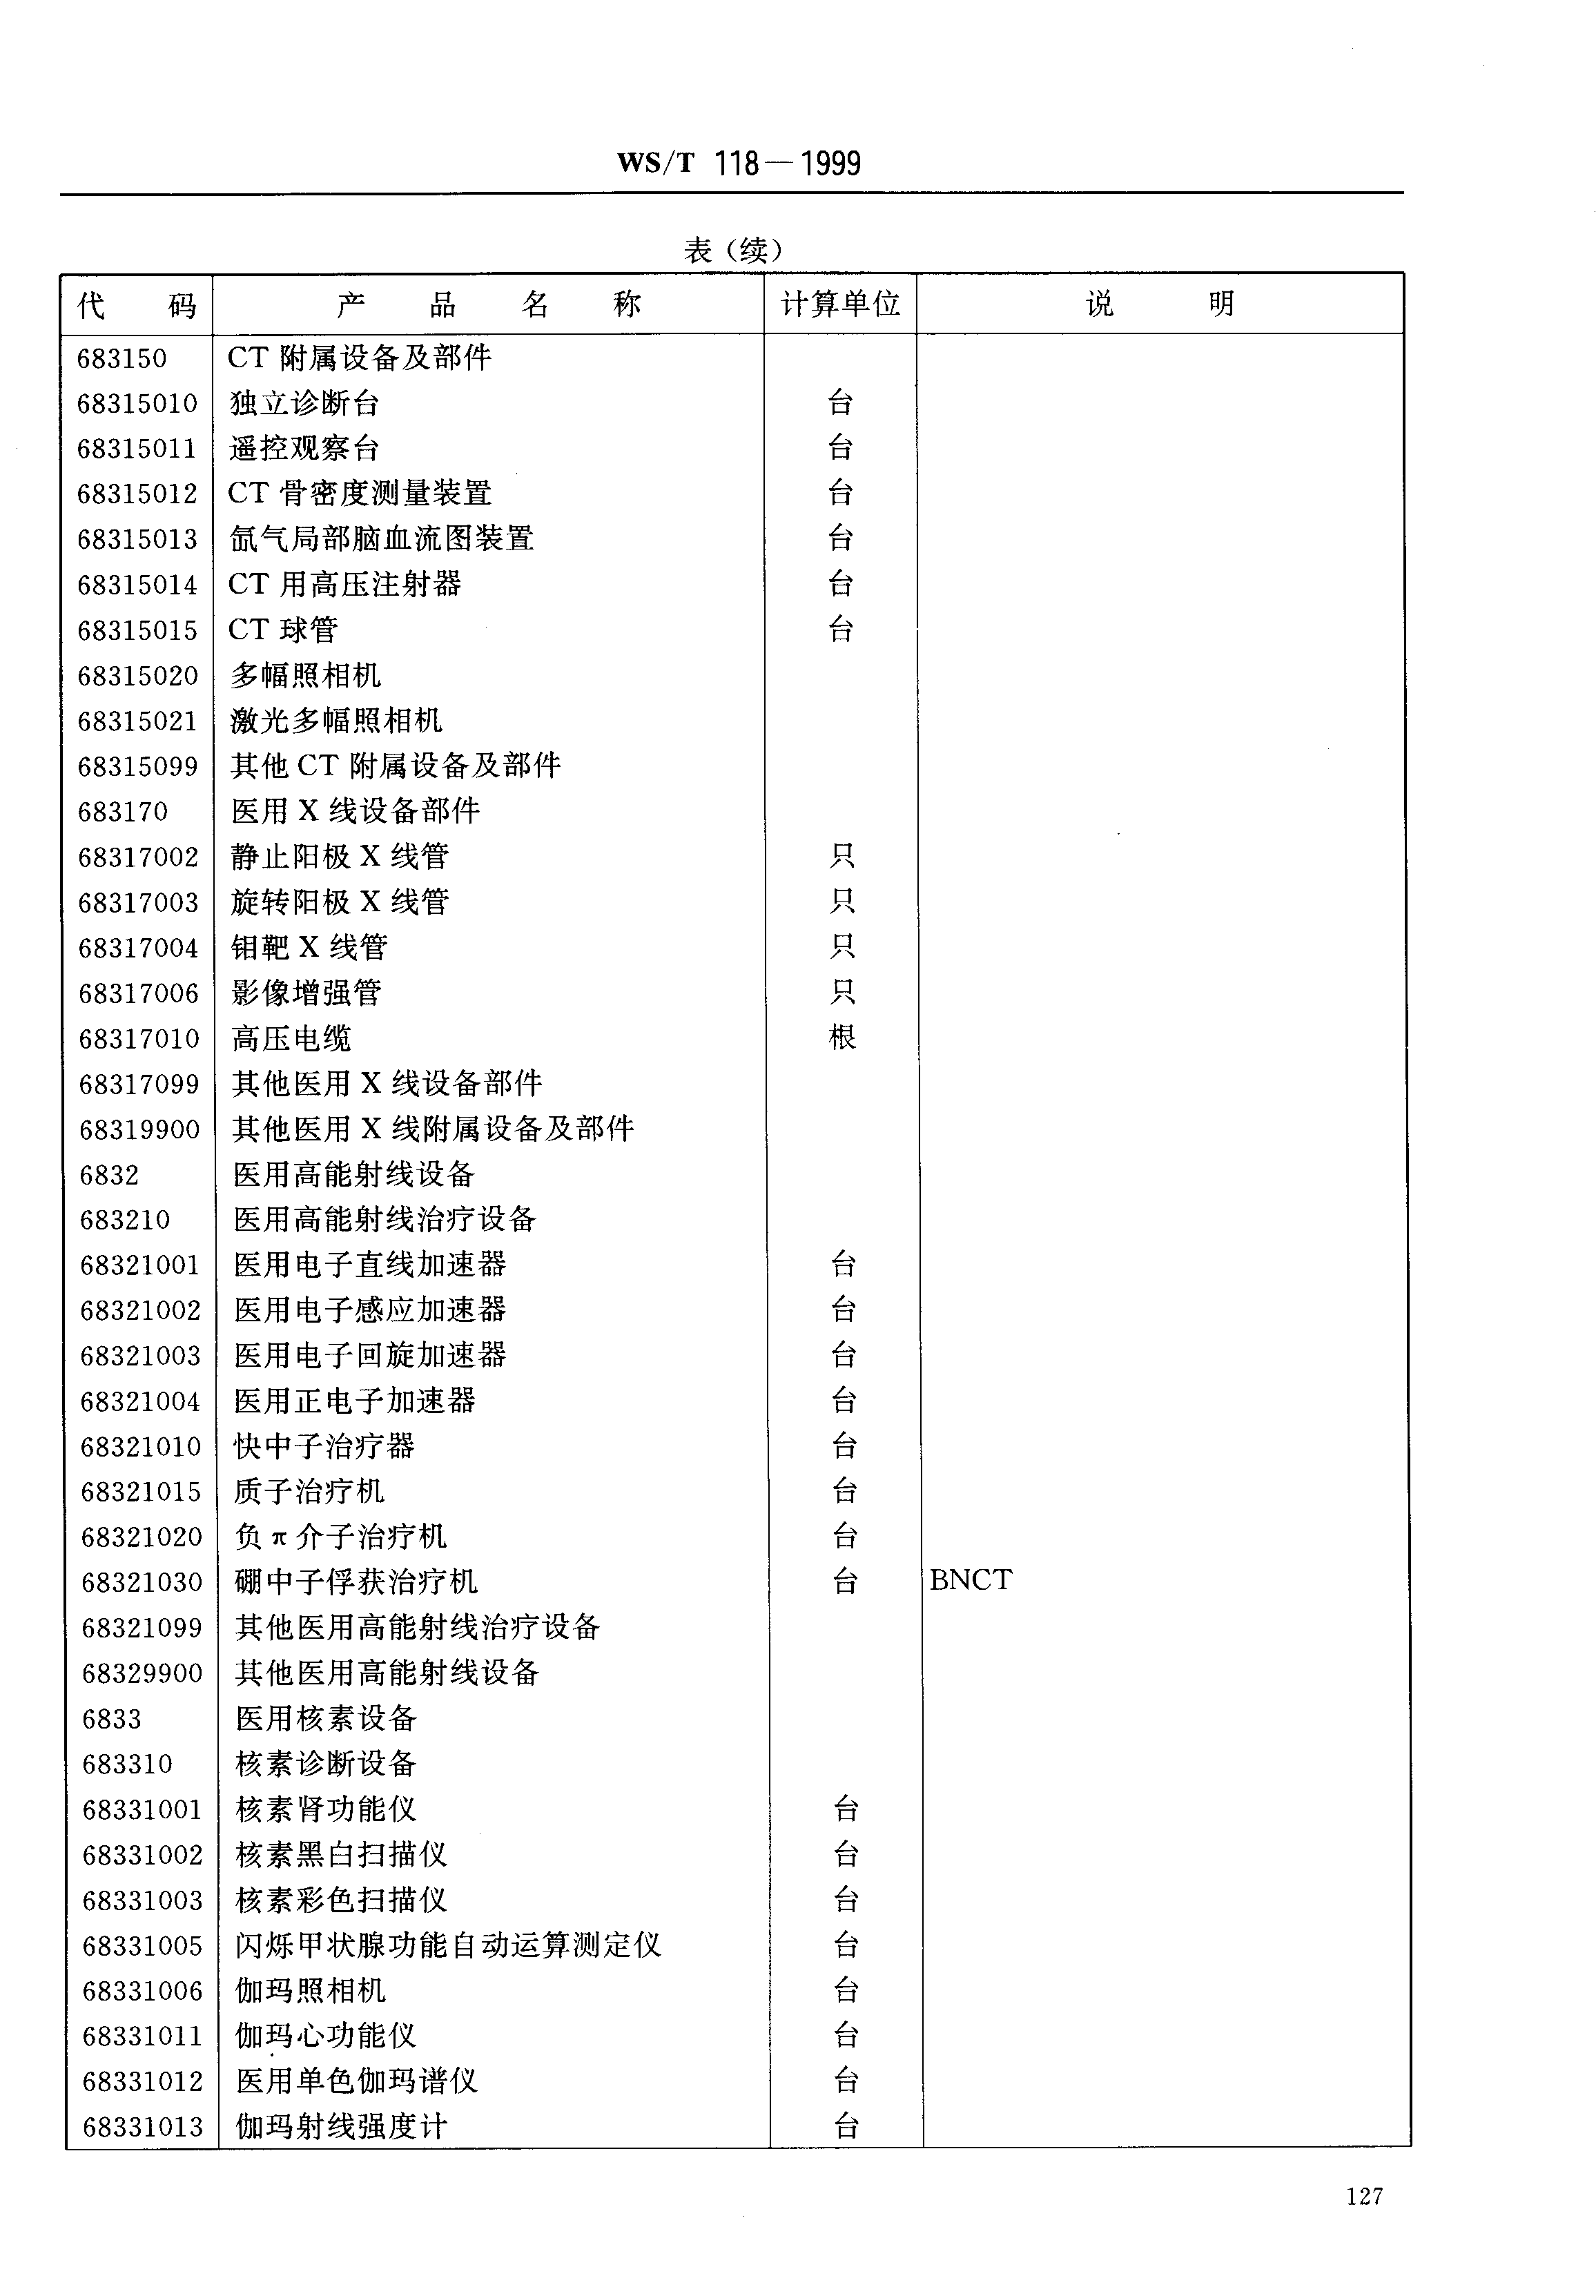 WS/T 118—1999
表（续）
代 码 产 品 名 称 计算单位 说 明
683150 CT 附属设备及部件
68315010 独立诊断台 台
68315011 遥控观察台 台
68315012 CT 骨密度测量装置 台
68315013 氙气局部脑血流图装置 台
68315014 CT 用高压注射器 台
68315015 CT 球管 台
68315020 多幅照相机
68315021 激光多幅照相机
68315099 其他 CT 附属设备及部件
683170 医用 X 线设备部件
68317002 静止阳极 X 线管 只
68317003 旋转阳极 X 线管 只
68317004 钼靶 X 线管 只
68317006 影像增强管 只
68317010 高压电缆 根
68317099 其他医用 X 线设备部件
68319900 其他医用 X 线附属设备及部件
6832 医用高能射线设备
683210 医用高能射线治疗设备
68321001 医用电子直线加速器 台
68321002 医用电子感应加速器 台
68321003 医用电子回旋加速器 台
68321004 医用正电子加速器 台
68321010 快中子治疗器 台
68321015 质子治疗机 台
68321020 负 π 介子治疗机 台
68321030 硼中子俘获治疗机 台 BNCT
68321099 其他医用高能射线治疗设备
68329900 其他医用高能射线设备
6833 医用核素设备
683310 核素诊断设备
68331001 核素肾功能仪 台
68331002 核素黑白扫描仪 台
68331003 核素彩色扫描仪 台
68331005 闪烁甲状腺功能自动运算测定仪 台
68331006 伽玛照相机 台
68331011 伽玛心功能仪 台
68331012 医用单色伽玛谱仪 台
68331013 伽玛射线强度计 台
127